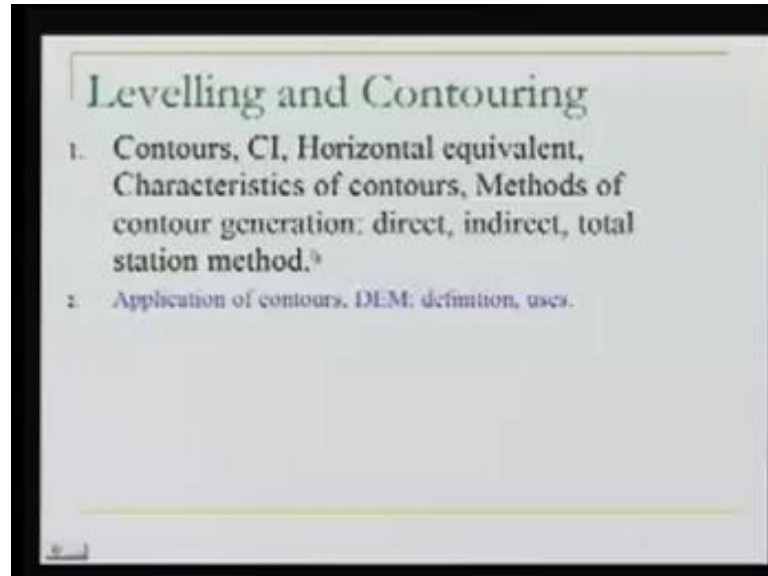 Levelling and Contouring
1. Contours, CI, Horizontal equivalent,
Characteristics of contours, Methods of
contour generation: direct, indirect, total
station method.
2. Application of contours, DEM: definition, uses.